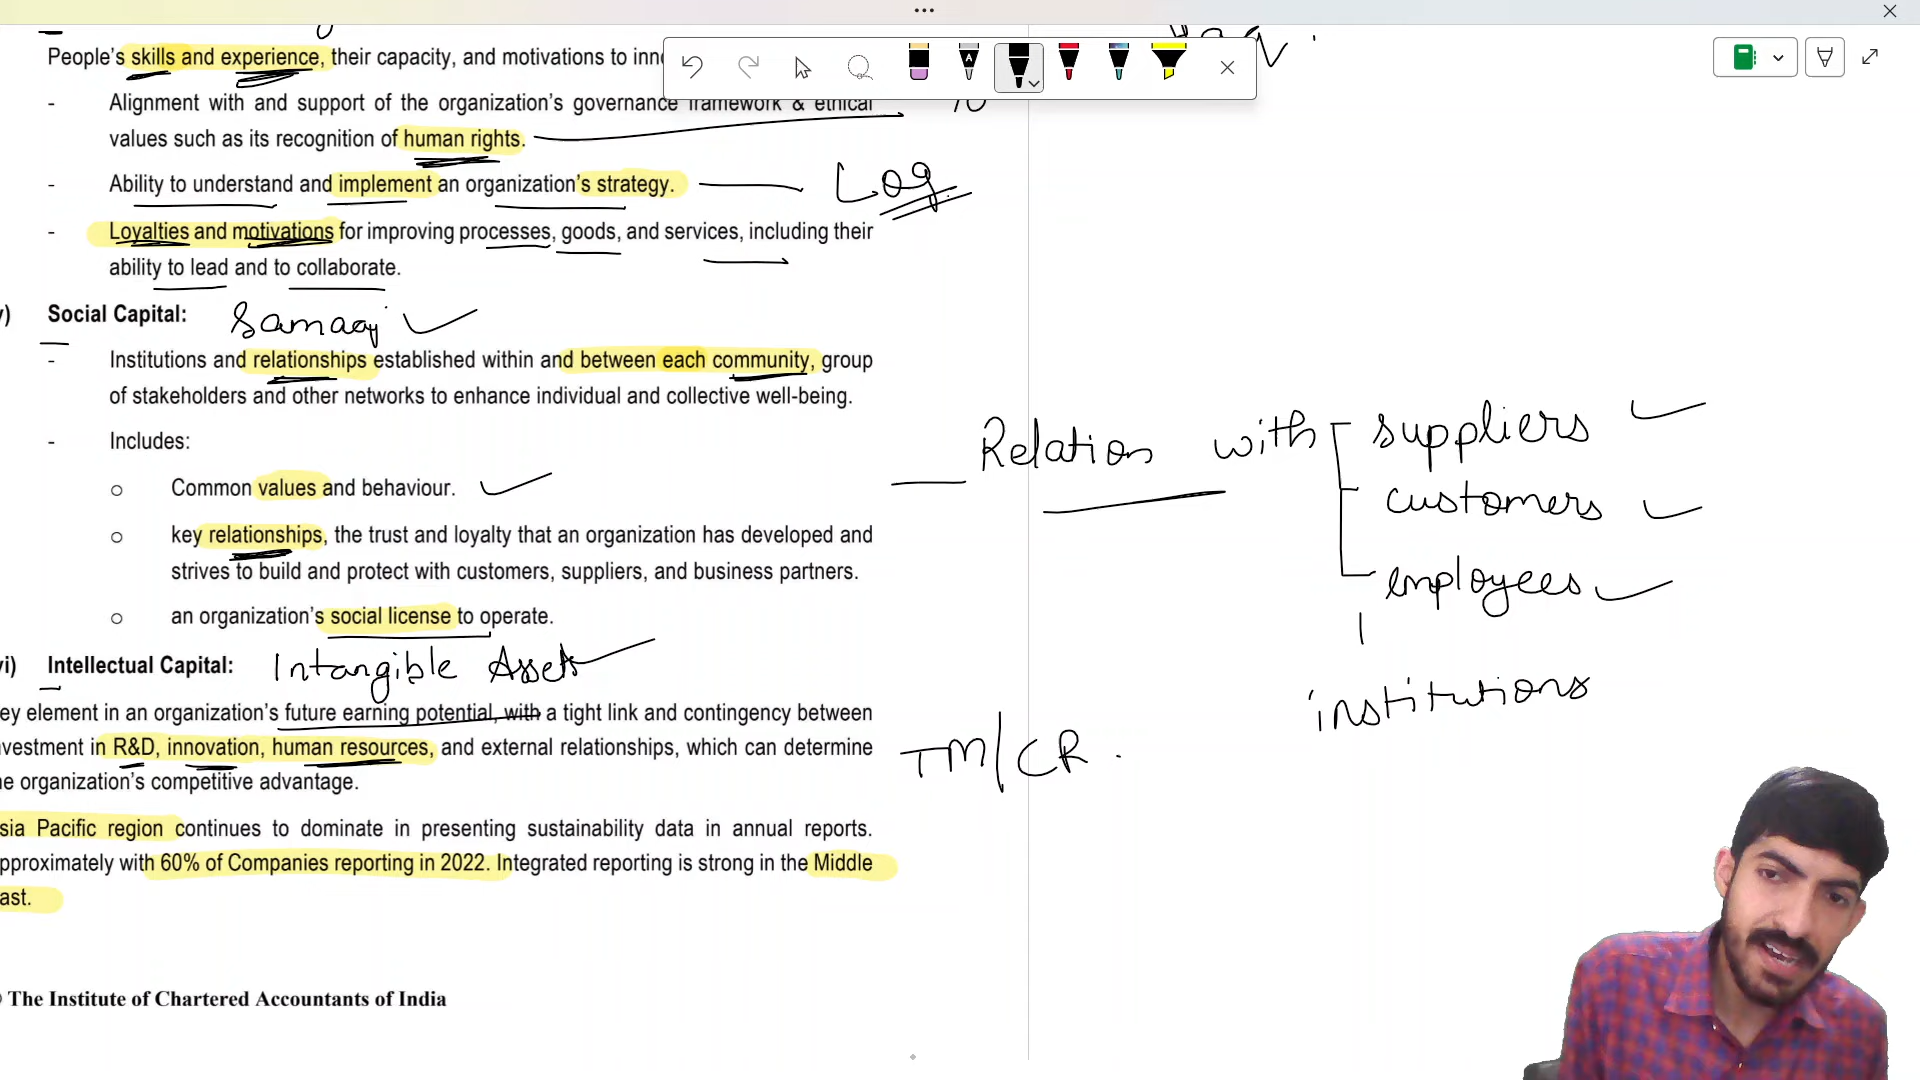 People's skills and experience, their capacity, and motivations to inno
- Alignment with and support of the organization's governance framework & ethical
values such as its recognition of human rights.
- Ability to understand and implement an organization's strategy. Log
- Loyalties and motivations for improving processes, goods, and services, including their
ability to lead and to collaborate.
v) Social Capital: Samaaj
- Institutions and relationships established within and between each community, group
of stakeholders and other networks to enhance individual and collective well-being.
- Includes:
Relation with suppliers
customers
employees
institutions
o Common values and behaviour.
o key relationships, the trust and loyalty that an organization has developed and
strives to build and protect with customers, suppliers, and business partners.
o an organization's social license to operate.
vi) Intellectual Capital: Intangible Assets
ey element in an organization's future earning potential, with a tight link and contingency between
nvestment in R&D, innovation, human resources, and external relationships, which can determine
he organization's competitive advantage.
TM/CR.
sia Pacific region continues to dominate in presenting sustainability data in annual reports.
pproximately with 60% of Companies reporting in 2022. Integrated reporting is strong in the Middle
ast.
© The Institute of Chartered Accountants of India